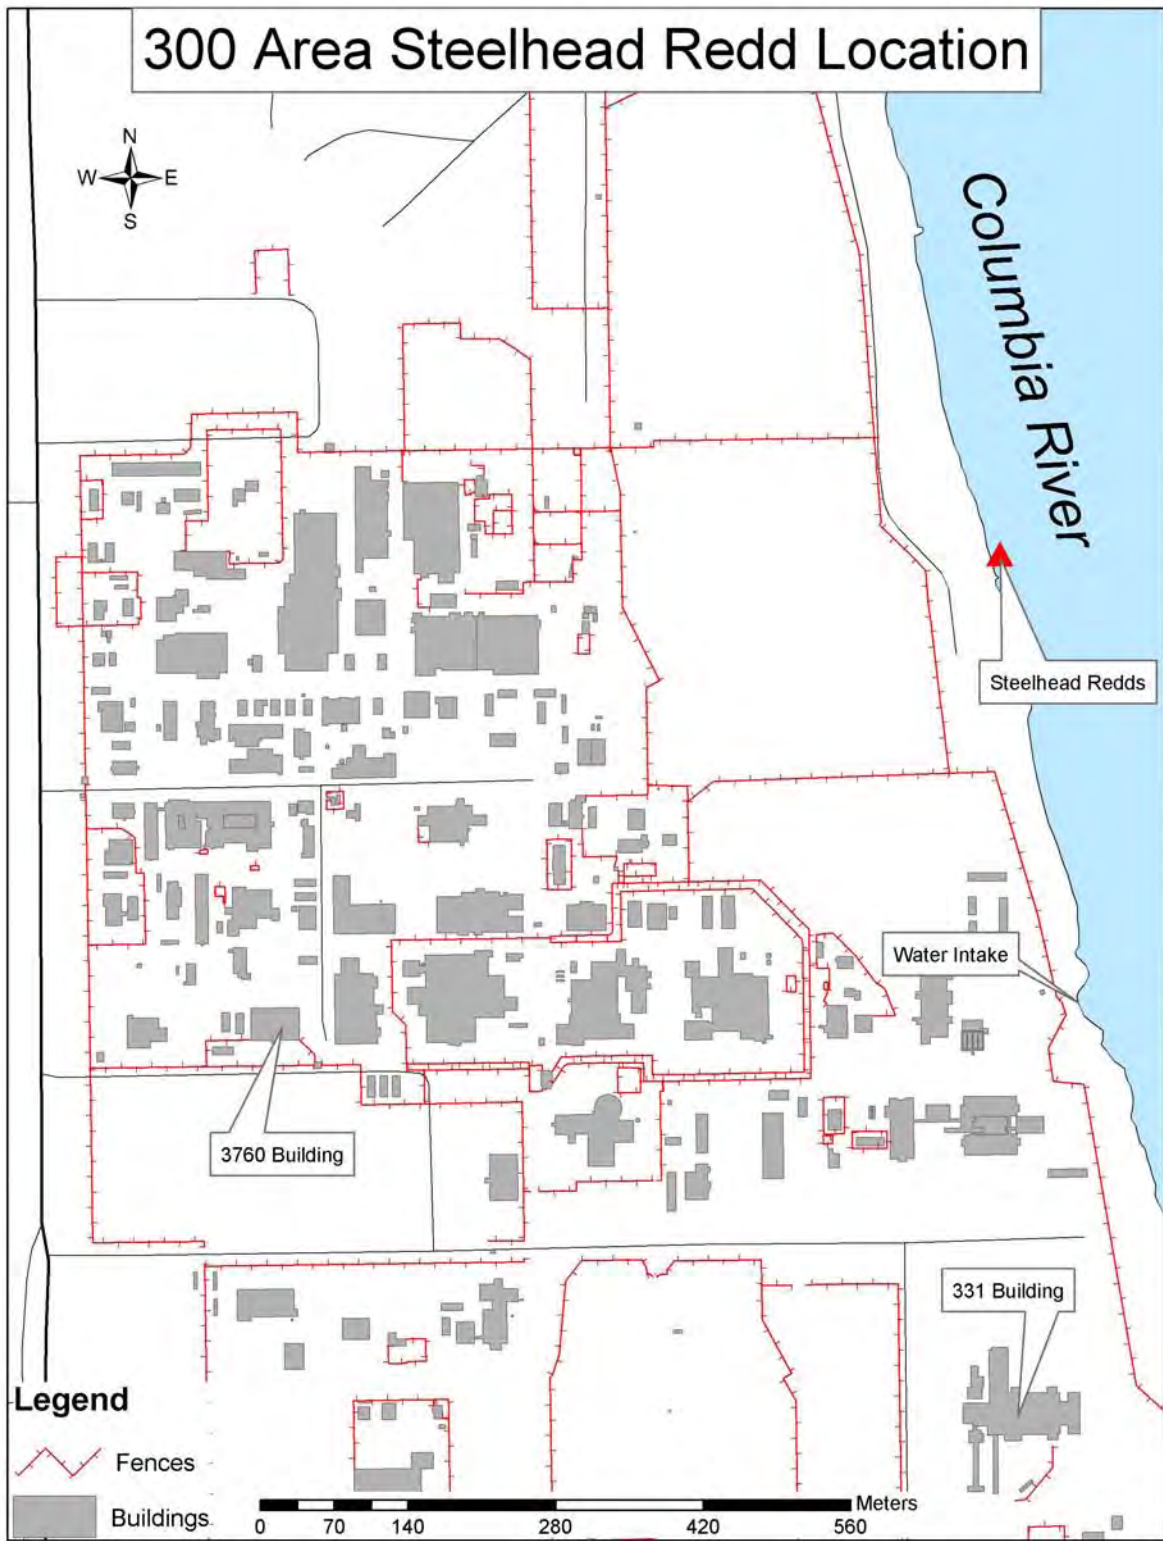 300 Area Steelhead Redd Location
N
W E
S
Columbia River
Steelhead Redds
Water Intake
3760 Building
331 Building
Legend
Fences
Buildings
Meters
0 70 140 280 420 560